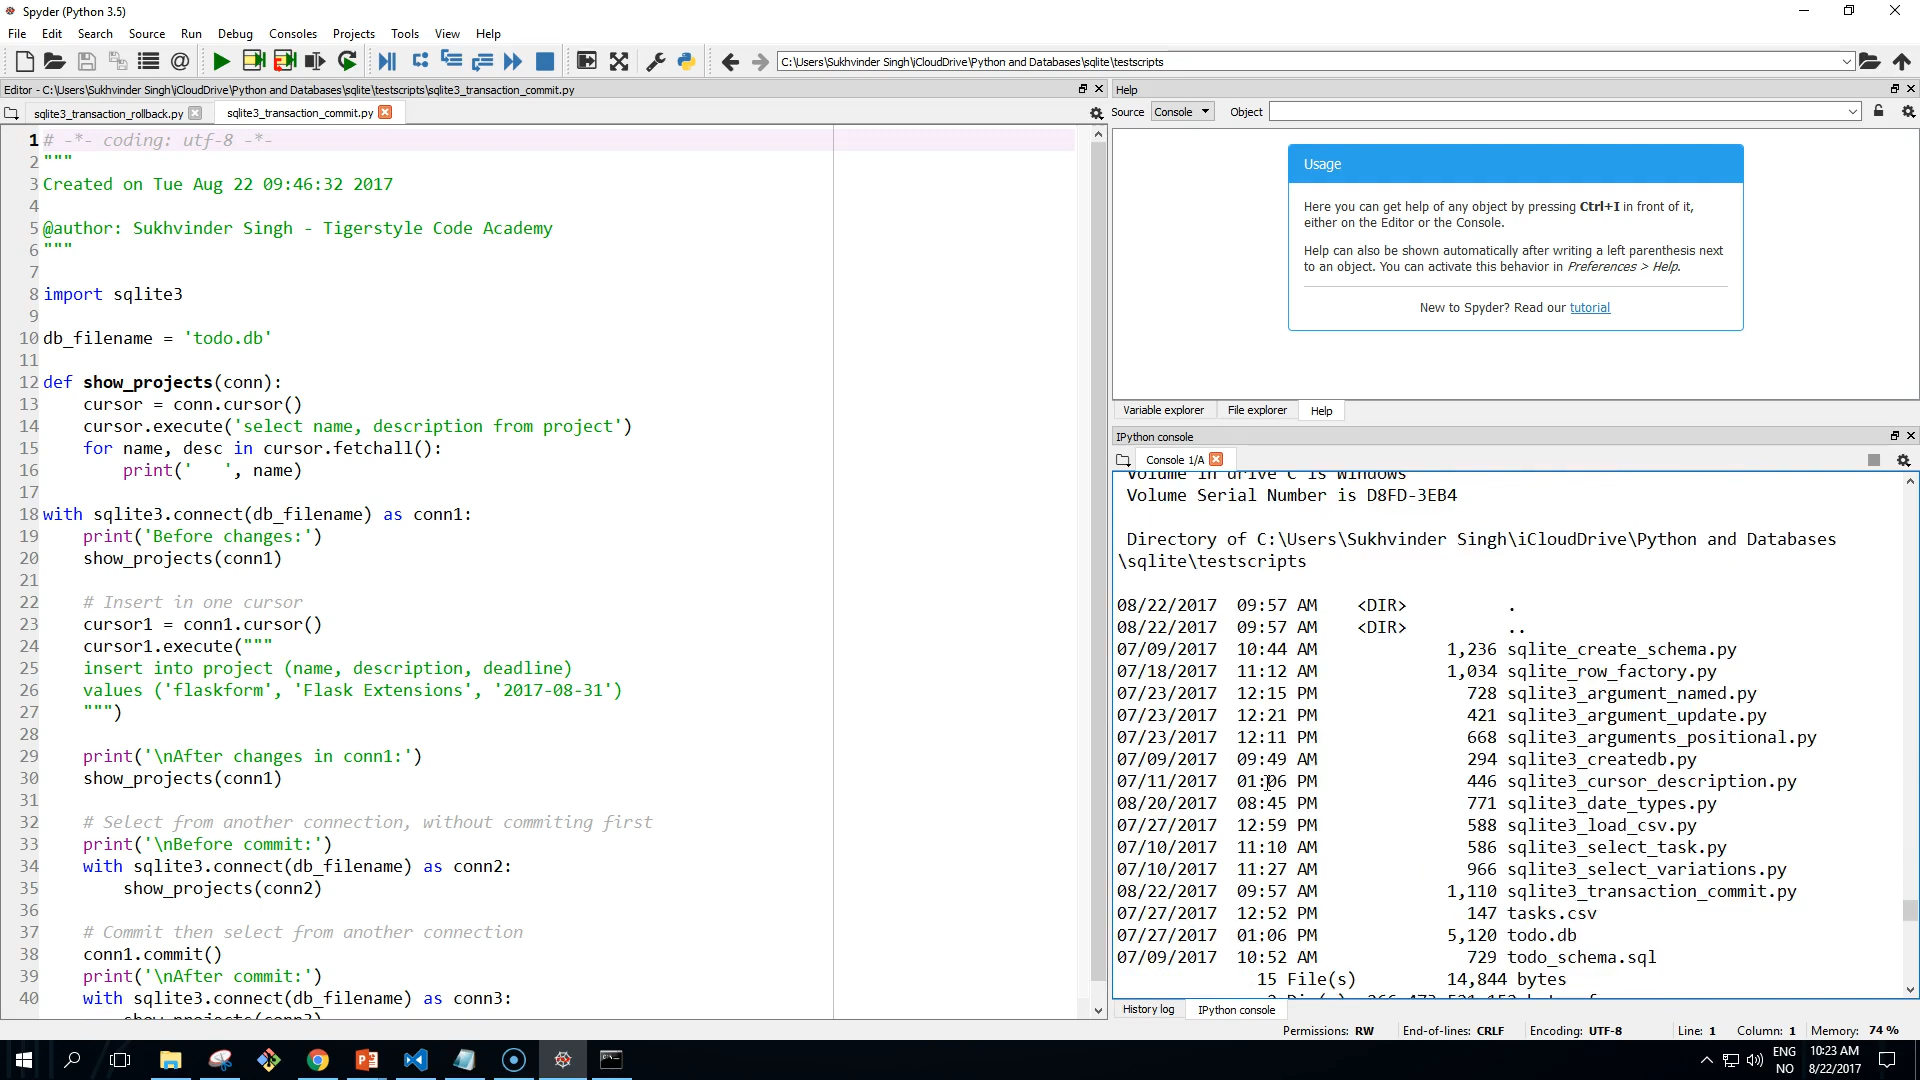 Spyder (Python 3.5)
File Edit Search Source Run Debug Consoles Projects Tools View Help
C:\Users\Sukhvinder Singh\iCloudDrive\Python and Databases\sqlite\testscripts
Editor - C:\Users\Sukhvinder Singh\iCloudDrive\Python and Databases\sqlite\testscripts\sqlite3_transaction_commit.py
sqlite3_transaction_rollback.py sqlite3_transaction_commit.py
1 # -*- coding: utf-8 -*-
2 """
3 Created on Tue Aug 22 09:46:32 2017
4
5 @author: Sukhvinder Singh - Tigerstyle Code Academy
6 """
7
8 import sqlite3
9
10 db_filename = 'todo.db'
11
12 def show_projects(conn):
13     cursor = conn.cursor()
14     cursor.execute('select name, description from project')
15     for name, desc in cursor.fetchall():
16         print('   ', name)
17
18 with sqlite3.connect(db_filename) as conn1:
19     print('Before changes:')
20     show_projects(conn1)
21
22     # Insert in one cursor
23     cursor1 = conn1.cursor()
24     cursor1.execute("""
25     insert into project (name, description, deadline)
26     values ('flaskform', 'Flask Extensions', '2017-08-31')
27     """)
28
29     print('\nAfter changes in conn1:')
30     show_projects(conn1)
31
32     # Select from another connection, without commiting first
33     print('\nBefore commit:')
34     with sqlite3.connect(db_filename) as conn2:
35         show_projects(conn2)
36
37     # Commit then select from another connection
38     conn1.commit()
39     print('\nAfter commit:')
40     with sqlite3.connect(db_filename) as conn3:
show_projects(conn3)
Help
Source Console Object
Usage
Here you can get help of any object by pressing Ctrl+I in front of it,
either on the Editor or the Console.
Help can also be shown automatically after writing a left parenthesis next
to an object. You can activate this behavior in Preferences > Help.
New to Spyder? Read our tutorial
Variable explorer File explorer Help
IPython console
Console 1/A
Volume in drive C is Windows
Volume Serial Number is D8FD-3EB4
Directory of C:\Users\Sukhvinder Singh\iCloudDrive\Python and Databases
\sqlite\testscripts
08/22/2017  09:57 AM    <DIR>          .
08/22/2017  09:57 AM    <DIR>          ..
07/09/2017  10:44 AM             1,236 sqlite_create_schema.py
07/18/2017  11:12 AM             1,034 sqlite_row_factory.py
07/23/2017  12:15 PM               728 sqlite3_argument_named.py
07/23/2017  12:21 PM               421 sqlite3_argument_update.py
07/23/2017  12:11 PM               668 sqlite3_arguments_positional.py
07/09/2017  09:49 AM               294 sqlite3_createdb.py
07/11/2017  01:06 PM               446 sqlite3_cursor_description.py
08/20/2017  08:45 PM               771 sqlite3_date_types.py
07/27/2017  12:59 PM               588 sqlite3_load_csv.py
07/10/2017  11:10 AM               586 sqlite3_select_task.py
07/10/2017  11:27 AM               966 sqlite3_select_variations.py
08/22/2017  09:57 AM             1,110 sqlite3_transaction_commit.py
07/27/2017  12:52 PM               147 tasks.csv
07/27/2017  01:06 PM             5,120 todo.db
07/09/2017  10:52 AM               729 todo_schema.sql
15 File(s)         14,844 bytes
History log IPython console
Permissions: RW End-of-lines: CRLF Encoding: UTF-8 Line: 1 Column: 1 Memory: 74 %
ENG
NO
10:23 AM
8/22/2017